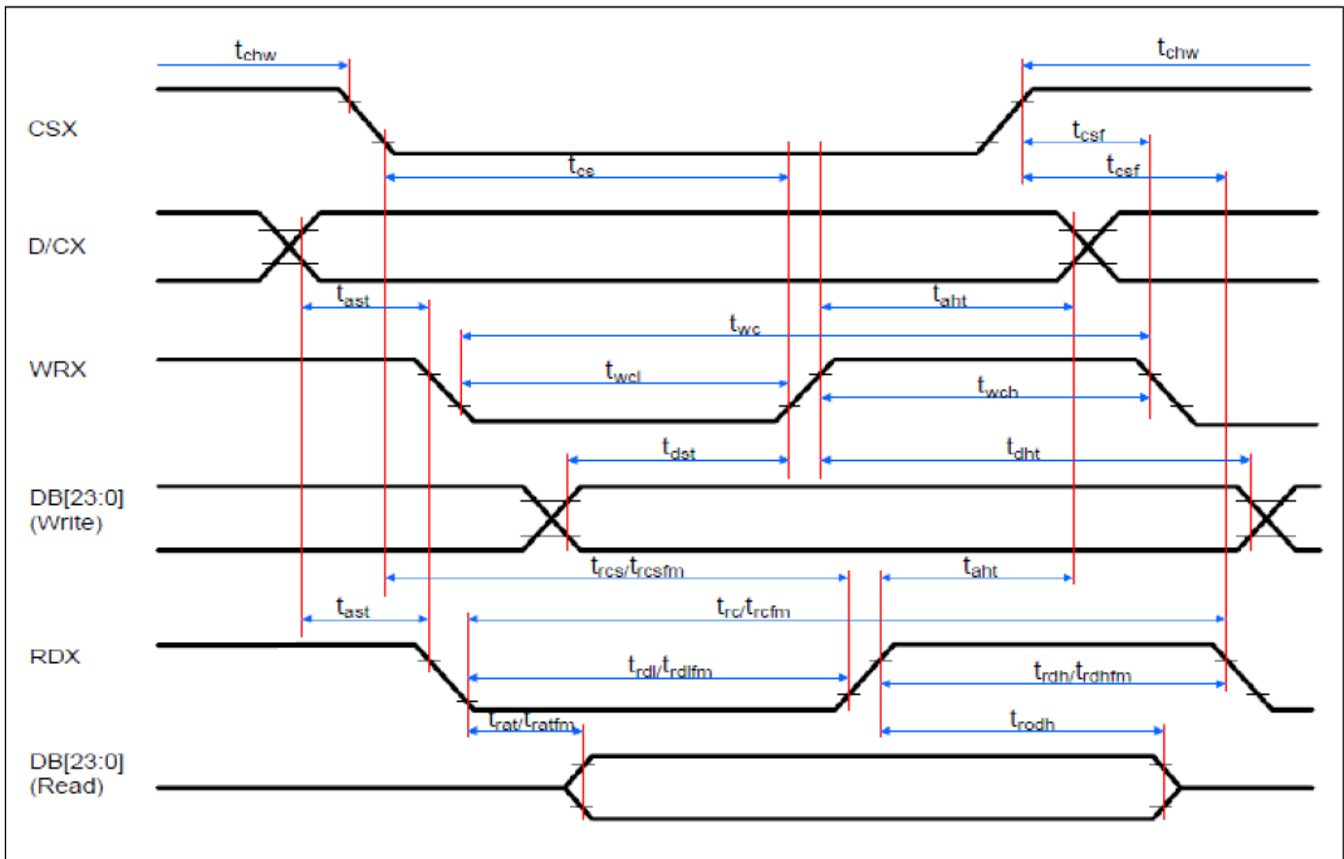 tchw
tchw
CSX
tcsf
tcs
tcsf
D/CX
tast
taht
twc
WRX
twcl
twch
tdst
tdht
DB[23:0]
(Write)
trcs/trcsfm
taht
tast
trc/trcfm
RDX
trdl/trdlfm
trdh/trdhfm
trat/tratfm
trodh
DB[23:0]
(Read)